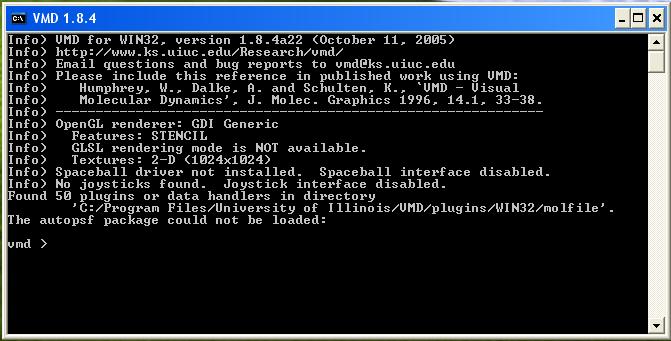 VMD 1.8.4
Info) VMD for WIN32, version 1.8.4a22 (October 11, 2005)
Info) http://www.ks.uiuc.edu/Research/vmd/
Info) Email questions and bug reports to vmd@ks.uiuc.edu
Info) Please include this reference in published work using VMD:
Info)    Humphrey, W., Dalke, A. and Schulten, K., `VMD - Visual
Info)    Molecular Dynamics', J. Molec. Graphics 1996, 14.1, 33-38.
Info) -------------------------------------------------------------
Info) OpenGL renderer: GDI Generic
Info)   Features: STENCIL
Info)   GLSL rendering mode is NOT available.
Info)   Textures: 2-D (1024x1024)
Info) Spaceball driver not installed.  Spaceball interface disabled.
Info) No joysticks found.  Joystick interface disabled.
Found 50 plugins or data handlers in directory
        'C:/Program Files/University of Illinois/VMD/plugins/WIN32/molfile'.
The autopsf package could not be loaded:
vmd >